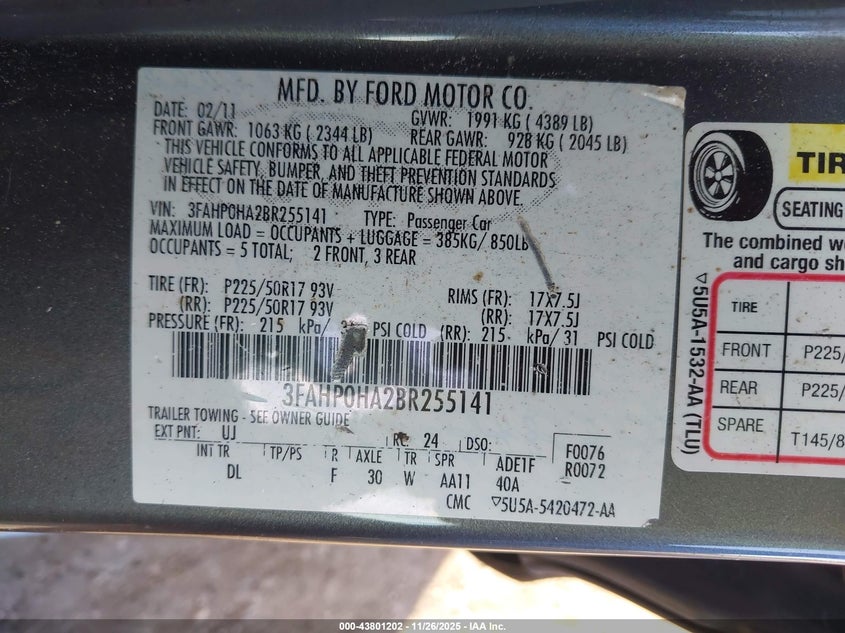 MFD. BY FORD MOTOR CO.
DATE: 02/11
GVWR: 1991 KG ( 4389 LB)
FRONT GAWR: 1063 KG ( 2344 LB)
REAR GAWR: 928 KG ( 2045 LB)
THIS VEHICLE CONFORMS TO ALL APPLICABLE FEDERAL MOTOR
VEHICLE SAFETY, BUMPER, AND THEFT PREVENTION STANDARDS
IN EFFECT ON THE DATE OF MANUFACTURE SHOWN ABOVE.
VIN: 3FAHP0HA2BR255141 TYPE: Passenger Car
MAXIMUM LOAD = OCCUPANTS + LUGGAGE = 385KG/ 850LB
OCCUPANTS = 5 TOTAL; 2 FRONT, 3 REAR
TIRE (FR): P225/50R17 93V RIMS (FR): 17X7.5J
(RR): P225/50R17 93V (RR): 17X7.5J
PRESSURE (FR): 215 kPa/ PSI COLD (RR): 215 kPa/ 31 PSI COLD
3FAHP0HA2BR255141
TRAILER TOWING - SEE OWNER GUIDE
EXT PNT: UJ RC: 24 DSO: F0076
INT TR TP/PS R AXLE TR SPR ADE1F R0072
DL F 30 W AA11 40A
CMC ▽5U5A-5420472-AA
▽5U5A-1532-AA (TLU)
TIR
SEATING
The combined
and cargo sh
TIRE
FRONT P225/
REAR P225/
SPARE T145/8
000-43801202 - 11/26/2025 - IAA Inc.